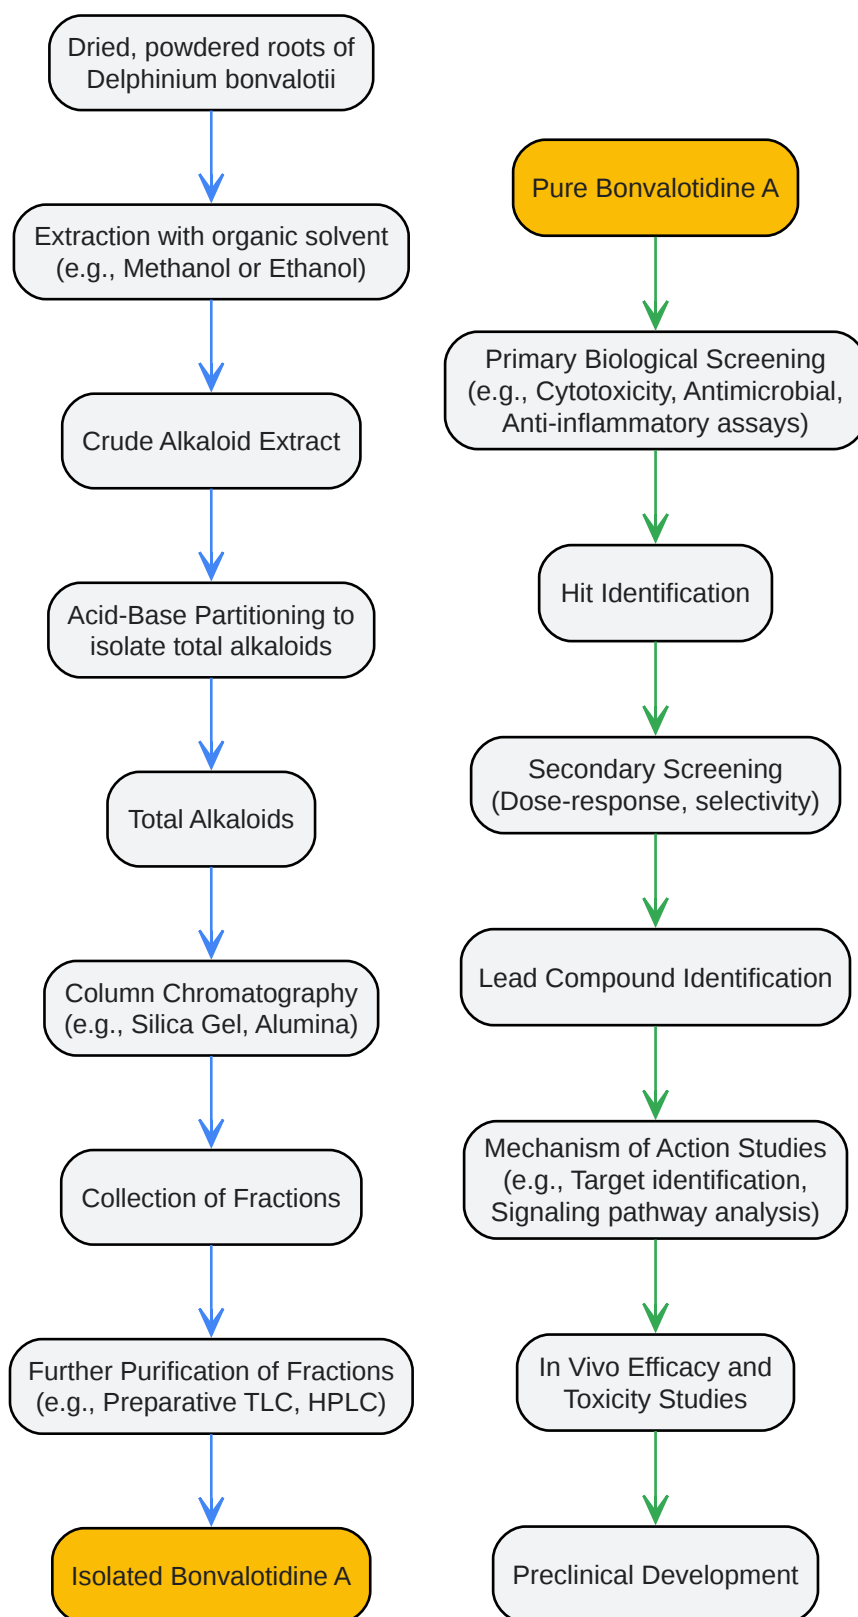 Dried, powdered roots of
Delphinium bonvalotii
Extraction with organic solvent
(e.g., Methanol or Ethanol)
Crude Alkaloid Extract
Acid-Base Partitioning to
isolate total alkaloids
Total Alkaloids
Column Chromatography
(e.g., Silica Gel, Alumina)
Collection of Fractions
Further Purification of Fractions
(e.g., Preparative TLC, HPLC)
Isolated Bonvalotidine A
Pure Bonvalotidine A
Primary Biological Screening
(e.g., Cytotoxicity, Antimicrobial,
Anti-inflammatory assays)
Hit Identification
Secondary Screening
(Dose-response, selectivity)
Lead Compound Identification
Mechanism of Action Studies
(e.g., Target identification,
Signaling pathway analysis)
In Vivo Efficacy and
Toxicity Studies
Preclinical Development